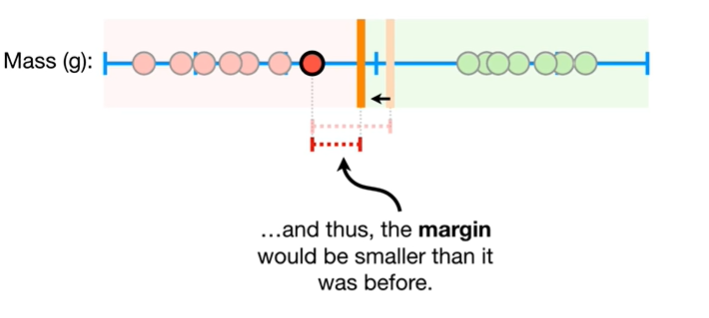 Mass (g):
...and thus, the margin
would be smaller than it
was before.